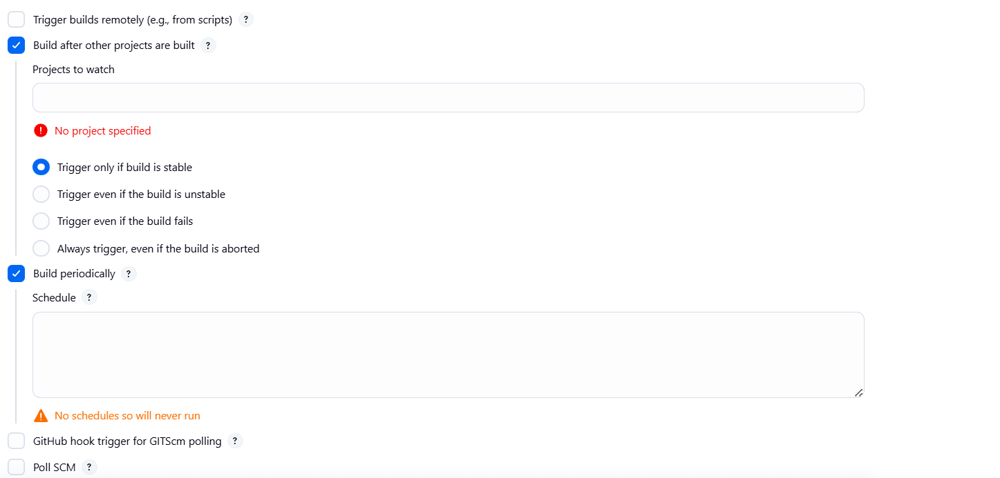 Trigger builds remotely (e.g., from scripts) ?
Build after other projects are built ?
Projects to watch
No project specified
Trigger only if build is stable
Trigger even if the build is unstable
Trigger even if the build fails
Always trigger, even if the build is aborted
Build periodically ?
Schedule ?
No schedules so will never run
GitHub hook trigger for GITScm polling ?
Poll SCM ?